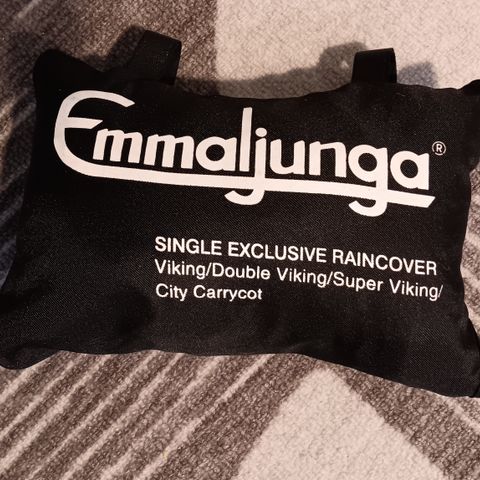 Emmaljunga®
SINGLE EXCLUSIVE RAINCOVER
Viking/Double Viking/Super Viking/
City Carrycot